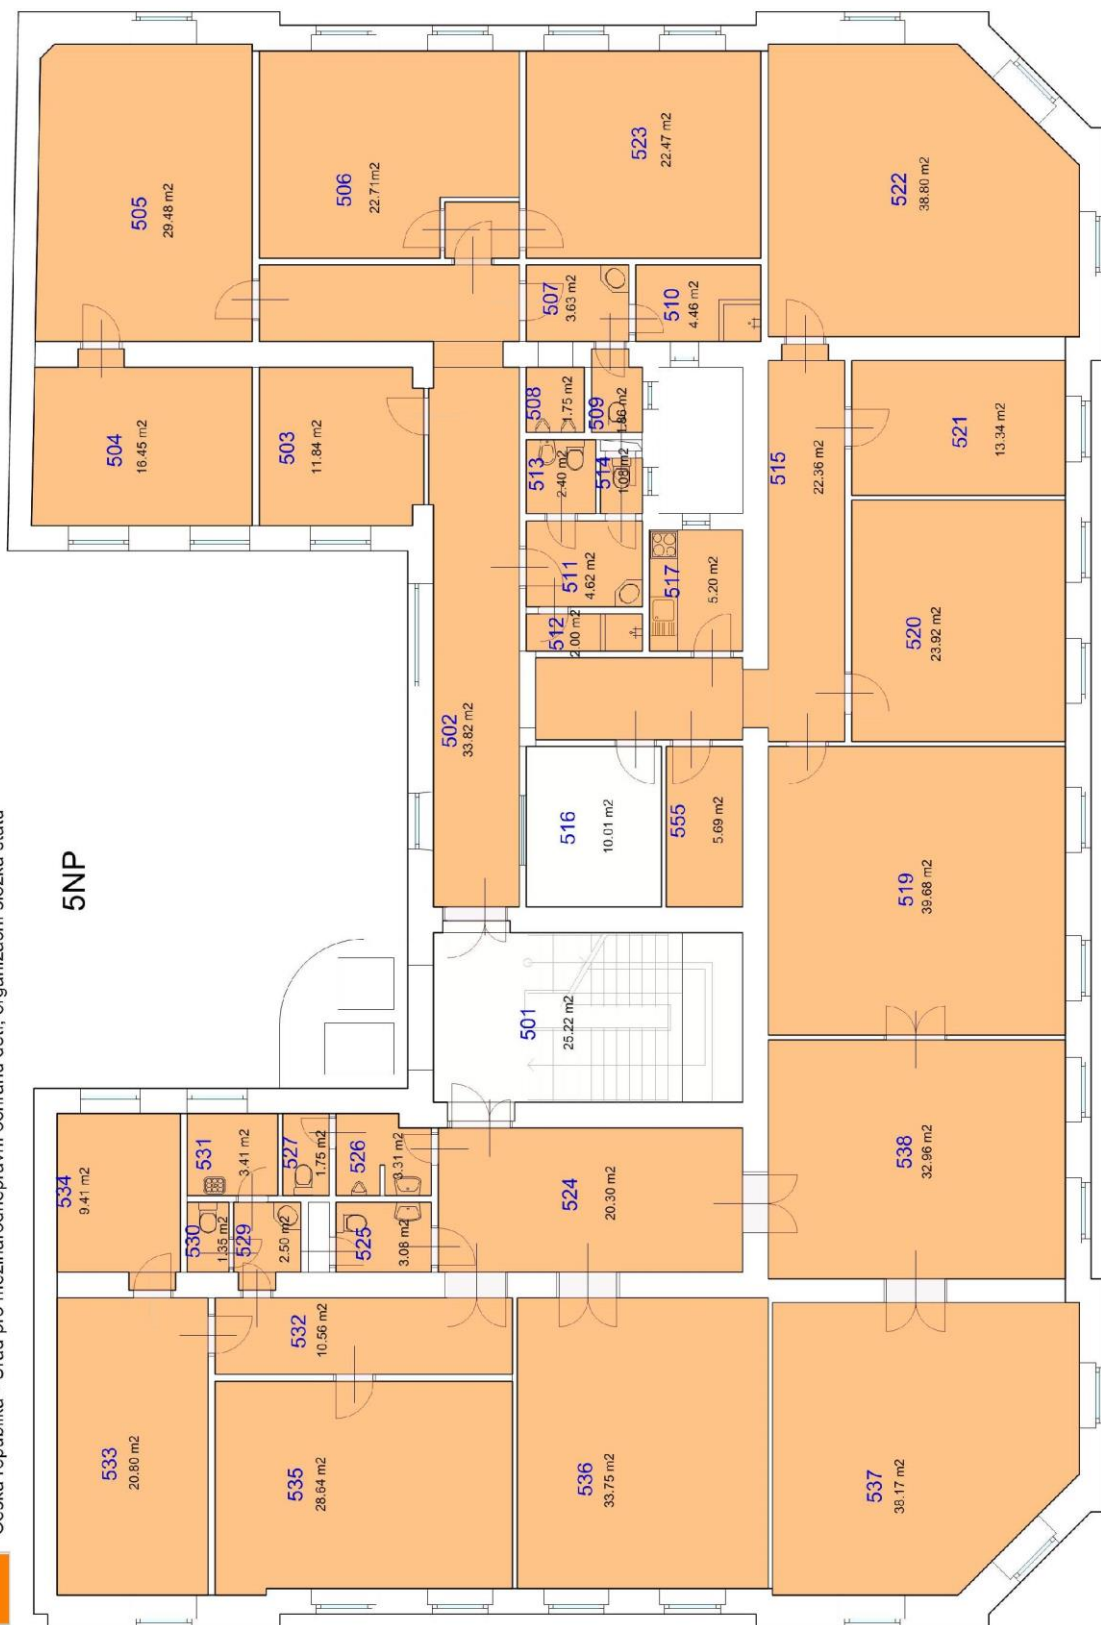 Česká republika - Úřad pro mezinárodněprávní ochranu dětí, organizační složka státu
5NP
505
29.48 m2
506
22.71m2
523
22.47 m2
522
38.80 m2
504
16.45 m2
503
11.84 m2
507
3.63 m2
510
4.46 m2
508
1.75 m2
509
1.86 m2
513
2.40 m2
514
1.08 m2
511
4.62 m2
512
2.00 m2
517
5.20 m2
515
22.36 m2
521
13.34 m2
520
23.92 m2
502
33.82 m2
516
10.01 m2
555
5.69 m2
519
39.68 m2
501
25.22 m2
534
9.41 m2
531
3.41 m2
527
1.75 m2
526
3.31 m2
530
1.35 m2
529
2.50 m2
525
3.08 m2
524
20.30 m2
538
32.96 m2
533
20.80 m2
532
10.56 m2
535
28.64 m2
536
33.75 m2
537
38.17 m2